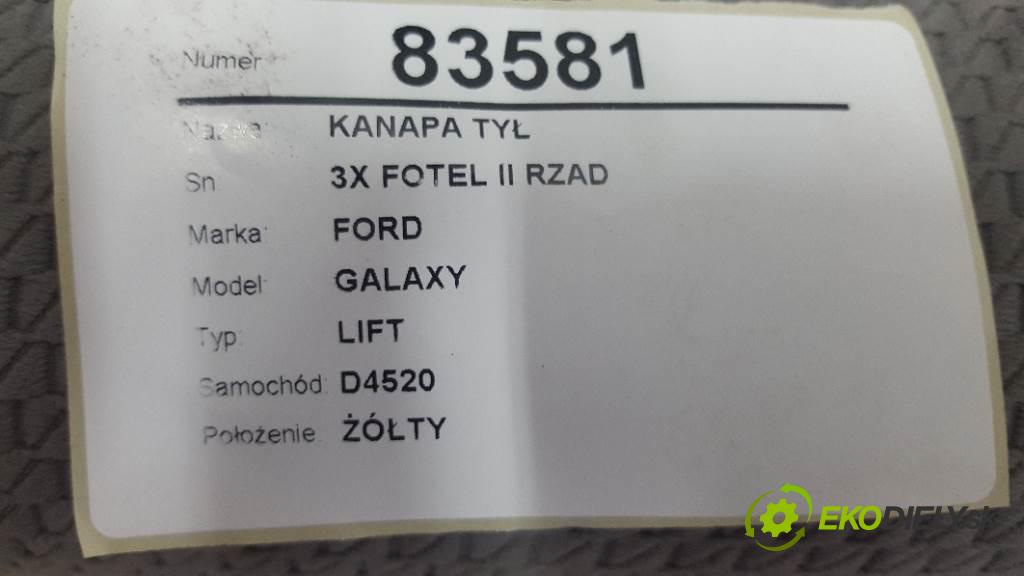 Numer 83581
Nazwa: KANAPA TYŁ
Sn 3X FOTEL II RZAD
Marka: FORD
Model: GALAXY
Typ: LIFT
Samochód: D4520
Położenie: ŻÓŁTY
EKODIELY.sk